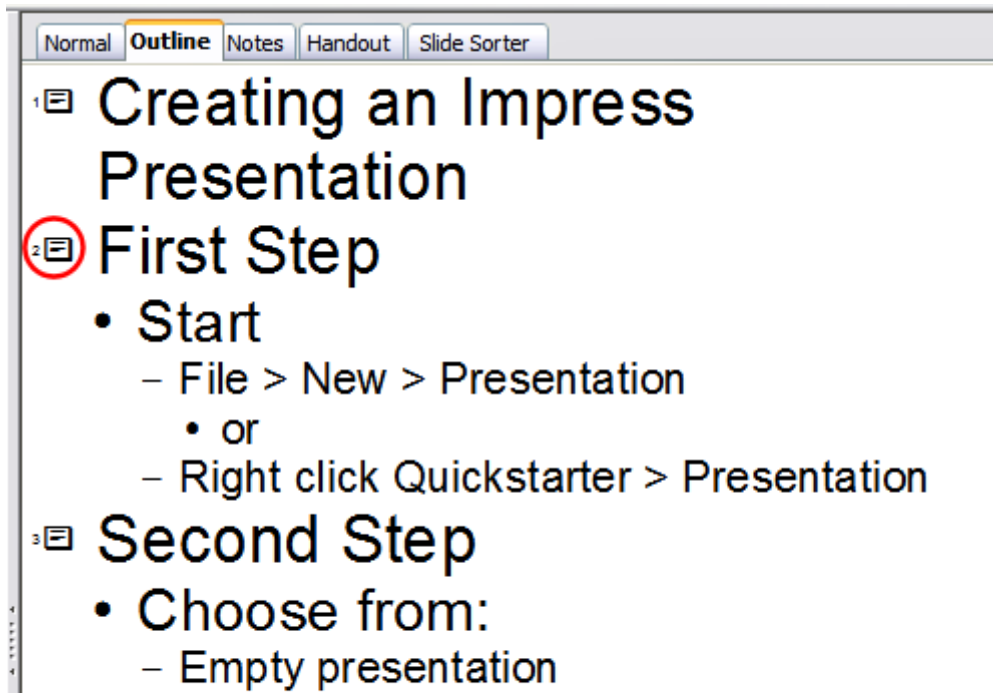 Normal Outline Notes Handout Slide Sorter
1 Creating an Impress
Presentation
2 First Step
• Start
– File > New > Presentation
• or
– Right click Quickstarter > Presentation
3 Second Step
• Choose from:
– Empty presentation